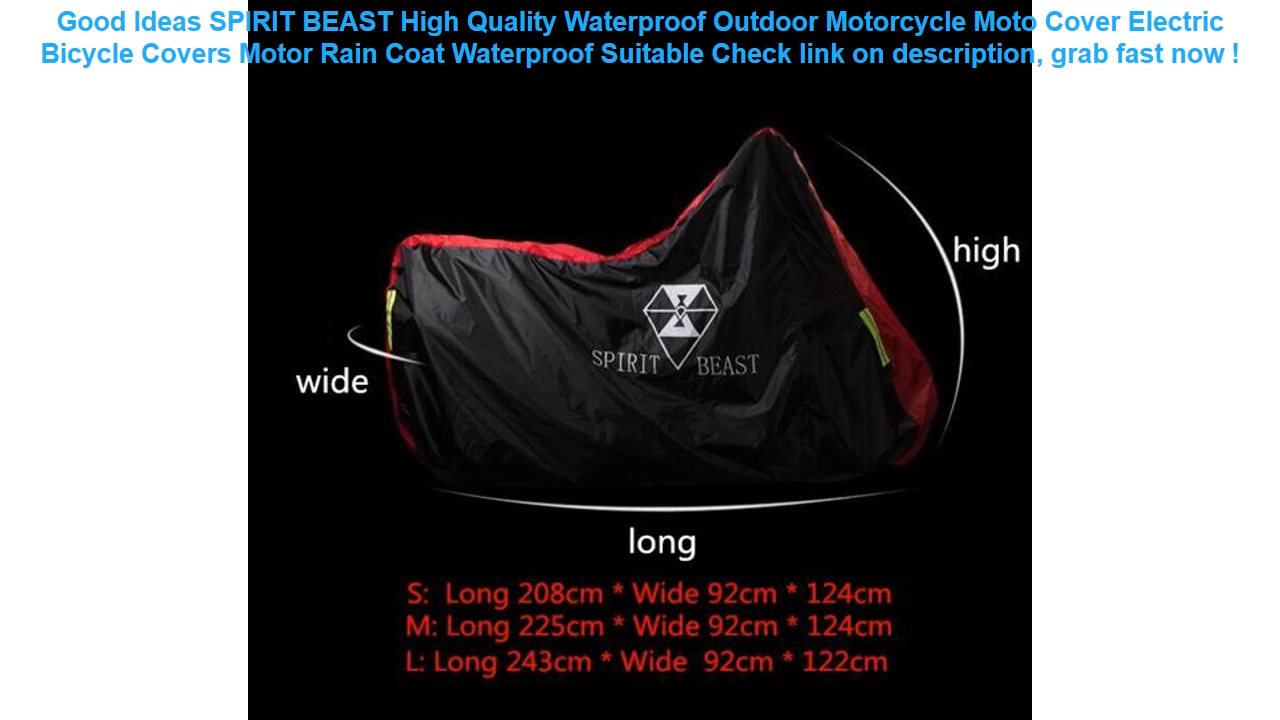 Good Ideas SPIRIT BEAST High Quality Waterproof Outdoor Motorcycle Moto Cover Electric
Bicycle Covers Motor Rain Coat Waterproof Suitable Check link on description, grab fast now !
high
SPIRIT BEAST
wide
long
S: Long 208cm * Wide 92cm * 124cm
M: Long 225cm * Wide 92cm * 124cm
L: Long 243cm * Wide 92cm * 122cm